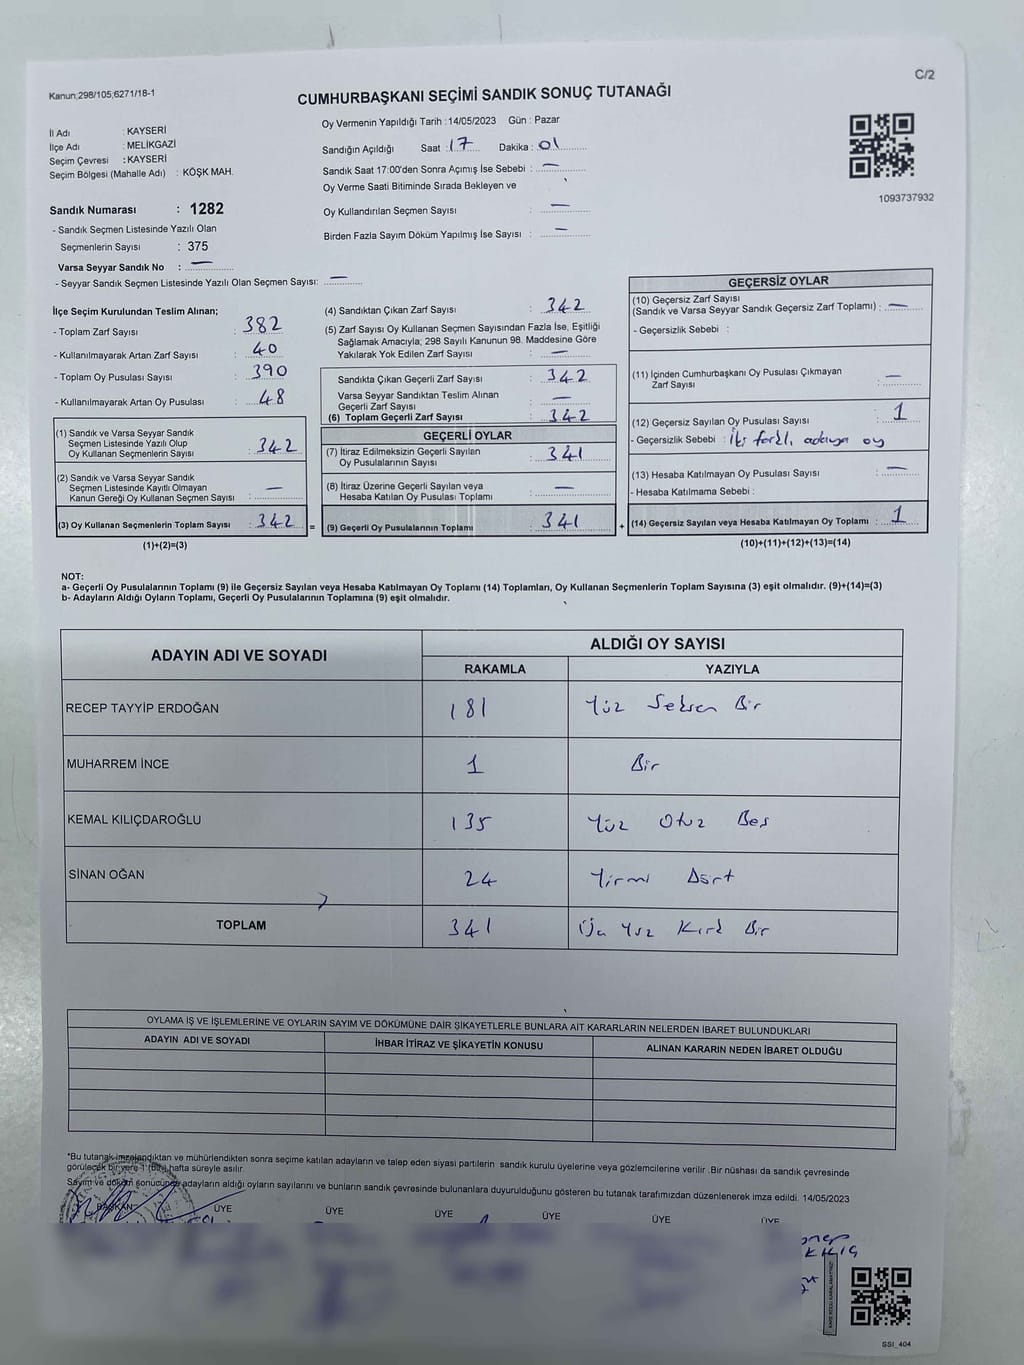 C/2
Kanun;298/105;6271/18-1
CUMHURBAŞKANI SEÇİMİ SANDIK SONUÇ TUTANAĞI
İl Adı : KAYSERİ
İlçe Adı : MELİKGAZİ
Seçim Çevresi : KAYSERİ
Seçim Bölgesi (Mahalle Adı) : KÖŞK MAH.
Sandık Numarası : 1282
- Sandık Seçmen Listesinde Yazılı Olan
Seçmenlerin Sayısı : 375
Varsa Seyyar Sandık No : —
- Seyyar Sandık Seçmen Listesinde Yazılı Olan Seçmen Sayısı: —
Oy Vermenin Yapıldığı Tarih : 14/05/2023 Gün : Pazar
Sandığın Açıldığı Saat : 17 Dakika : 01
Sandık Saat 17:00'den Sonra Açımış İse Sebebi : —
Oy Verme Saati Bitiminde Sırada Bekleyen ve
Oy Kullandırılan Seçmen Sayısı : —
Birden Fazla Sayım Döküm Yapılmış İse Sayısı : —
1093737932
İlçe Seçim Kurulundan Teslim Alınan;
- Toplam Zarf Sayısı : 382
- Kullanılmayarak Artan Zarf Sayısı : 40
- Toplam Oy Pusulası Sayısı : 390
- Kullanılmayarak Artan Oy Pusulası : 48
(1) Sandık ve Varsa Seyyar Sandık
Seçmen Listesinde Yazılı Olup
Oy Kullanan Seçmenlerin Sayısı : 342
(2) Sandık ve Varsa Seyyar Sandık
Seçmen Listesinde Kayıtlı Olmayan
Kanun Gereği Oy Kullanan Seçmen Sayısı : —
(3) Oy Kullanan Seçmenlerin Toplam Sayısı : 342
(1)+(2)=(3)
(4) Sandıktan Çıkan Zarf Sayısı : 342
(5) Zarf Sayısı Oy Kullanan Seçmen Sayısından Fazla İse, Eşitliği
Sağlamak Amacıyla; 298 Sayılı Kanunun 98. Maddesine Göre
Yakılarak Yok Edilen Zarf Sayısı : —
Sandıkta Çıkan Geçerli Zarf Sayısı : 342
Varsa Seyyar Sandıktan Teslim Alınan
Geçerli Zarf Sayısı : —
(6) Toplam Geçerli Zarf Sayısı : 342
=
GEÇERLİ OYLAR
(7) İtiraz Edilmeksizin Geçerli Sayılan
Oy Pusulalarının Sayısı : 341
(8) İtiraz Üzerine Geçerli Sayılan veya
Hesaba Katılan Oy Pusulası Toplamı : —
(9) Geçerli Oy Pusulalarının Toplamı : 341
+
GEÇERSİZ OYLAR
(10) Geçersiz Zarf Sayısı
(Sandık ve Varsa Seyyar Sandık Geçersiz Zarf Toplamı) : —
- Geçersizlik Sebebi :
(11) İçinden Cumhurbaşkanı Oy Pusulası Çıkmayan
Zarf Sayısı : —
(12) Geçersiz Sayılan Oy Pusulası Sayısı : 1
- Geçersizlik Sebebi : İki farklı adaya oy
(13) Hesaba Katılmayan Oy Pusulası Sayısı : —
- Hesaba Katılmama Sebebi :
(14) Geçersiz Sayılan veya Hesaba Katılmayan Oy Toplamı : 1
(10)+(11)+(12)+(13)=(14)
NOT:
a- Geçerli Oy Pusulalarının Toplamı (9) ile Geçersiz Sayılan veya Hesaba Katılmayan Oy Toplamı (14) Toplamları, Oy Kullanan Seçmenlerin Toplam Sayısına (3) eşit olmalıdır. (9)+(14)=(3)
b- Adayların Aldığı Oyların Toplamı, Geçerli Oy Pusulalarının Toplamına (9) eşit olmalıdır.
ADAYIN ADI VE SOYADI
ALDIĞI OY SAYISI
RAKAMLA YAZIYLA
RECEP TAYYİP ERDOĞAN 181 Yüz Seksen Bir
MUHARREM İNCE 1 Bir
KEMAL KILIÇDAROĞLU 135 Yüz Otuz Beş
SİNAN OĞAN 24 Yirmi Dört
TOPLAM 341 Üç Yüz Kırk Bir
OYLAMA İŞ VE İŞLEMLERİNE VE OYLARIN SAYIM VE DÖKÜMÜNE DAİR ŞİKAYETLERLE BUNLARA AİT KARARLARIN NELERDEN İBARET BULUNDUKLARI
ADAYIN ADI VE SOYADI İHBAR İTİRAZ VE ŞİKAYETİN KONUSU ALINAN KARARIN NEDEN İBARET OLDUĞU
*Bu tutanak imzalandıktan ve mühürlendikten sonra seçime katılan adayların ve talep eden siyasi partilerin sandık kurulu üyelerine veya gözlemcilerine verilir .Bir nüshası da sandık çevresinde
görülecek bir yere 1 (Bir) hafta süreyle asılır.
Sayım ve döküm sonucunda adayların aldığı oyların sayılarını ve bunların sandık çevresinde bulunanlara duyurulduğunu gösteren bu tutanak tarafımızdan düzenlenerek imza edildi. 14/05/2023
BAŞKAN ÜYE ÜYE ÜYE ÜYE ÜYE ÜYE
KILIÇ
SSI_404